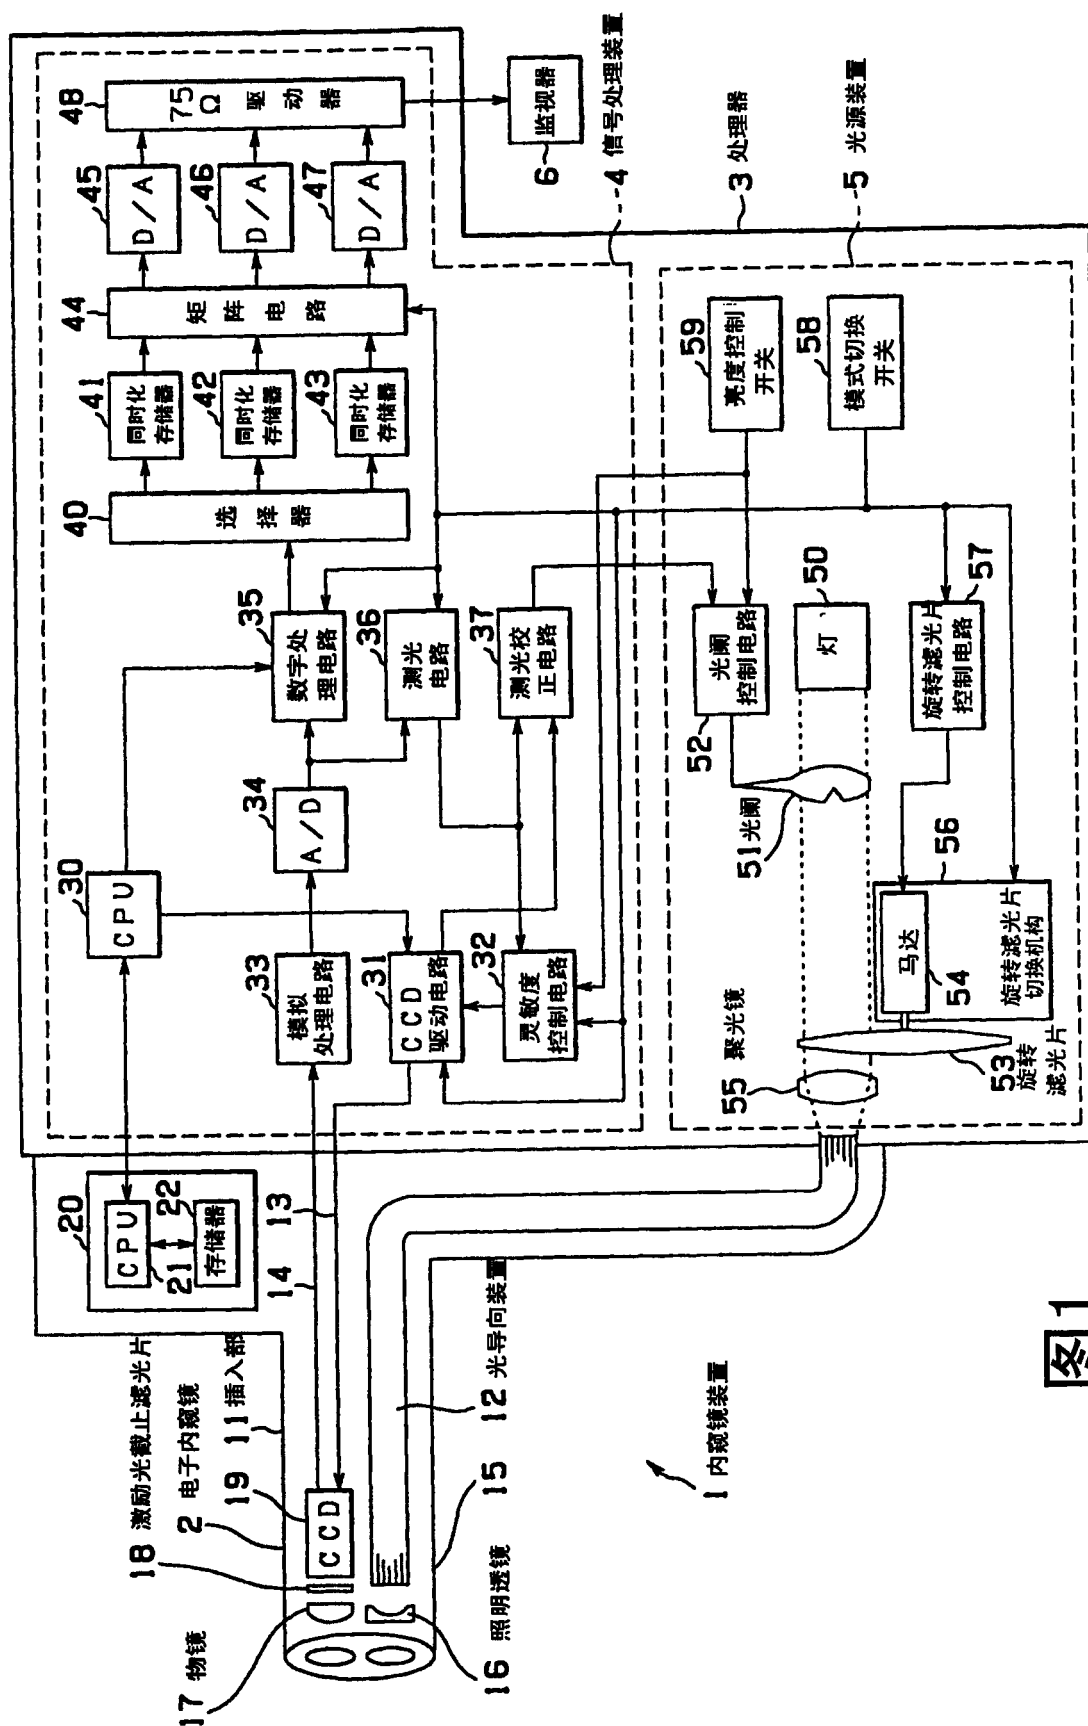 48
75
Ω
驱动器
45
D/A
46
D/A
47
D/A
44
矩阵电路
41
同时化
存储器
42
同时化
存储器
43
同时化
存储器
40
选择器
6
监视器
4 信号处理装置
3 处理器
5 光源装置
59
亮度控制
开关
58
模式切换
开关
35
数字处
理电路
36
测光
电路
37
测光校
正电路
52
光阑
控制电路
50
灯
57
旋转滤光片
控制电路
34
A/D
30
CPU
33
模拟
处理电路
31
CCD
驱动电路
32
灵敏度
控制电路
51光阑
56
马达
54
旋转滤光片
切换机构
55 聚光镜
53
旋转
滤光片
20
CPU
21
22
存储器
14
13
18 激励光截止滤光片
2 电子内窥镜
11 插入部
19
CCD
12 光导向装置
15
17 物镜
16 照明透镜
1 内窥镜装置
图1